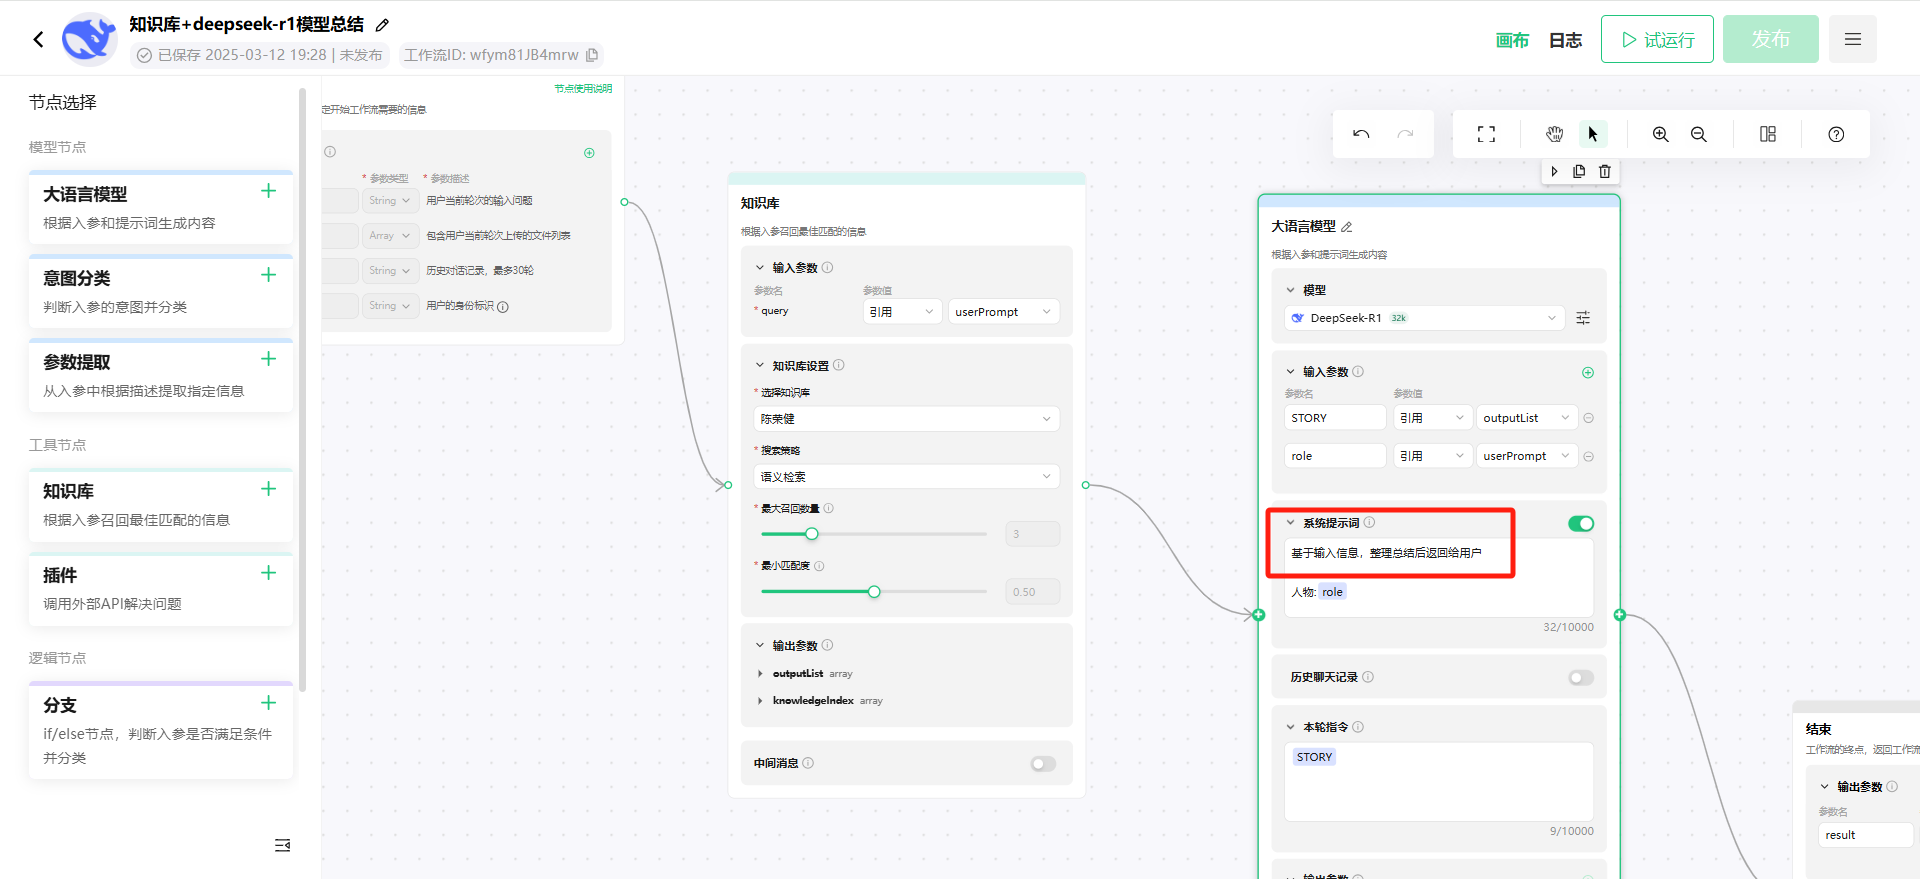 知识库+deepseek-r1模型总结
已保存 2025-03-12 19:28 | 未发布
工作流ID: wfym81JB4mrw
画布
日志
试运行
发布
节点选择
模型节点
大语言模型
根据入参和提示词生成内容
意图分类
判断入参的意图并分类
参数提取
从入参中根据描述提取指定信息
工具节点
知识库
根据入参召回最佳匹配的信息
插件
调用外部API解决问题
逻辑节点
分支
if/else节点，判断入参是否满足条件
并分类
节点使用说明
定开始工作流需要的信息
* 参数类型
* 参数描述
String
用户当前轮次的输入问题
Array
包含用户当前轮次上传的文件列表
String
历史对话记录，最多30轮
String
用户的身份标识
知识库
根据入参召回最佳匹配的信息
输入参数
参数名
参数值
* query
引用
userPrompt
知识库设置
* 选择知识库
陈荣健
* 搜索策略
语义检索
* 最大召回数量
3
* 最小匹配度
0.50
输出参数
outputList array
knowledgeIndex array
中间消息
大语言模型
根据入参和提示词生成内容
模型
DeepSeek-R1 32k
输入参数
参数名
参数值
STORY
引用
outputList
role
引用
userPrompt
系统提示词
基于输入信息，整理总结后返回给用户
人物: role
32/10000
历史聊天记录
本轮指令
STORY
9/10000
输出参数
结束
工作流的终点，返回工作流
输出参数
参数名
result